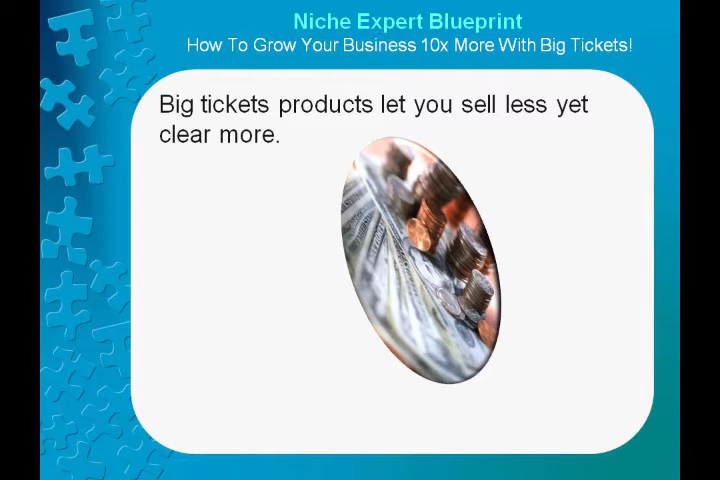 Niche Expert Blueprint
How To Grow Your Business 10x More With Big Tickets!
Big tickets products let you sell less yet
clear more.